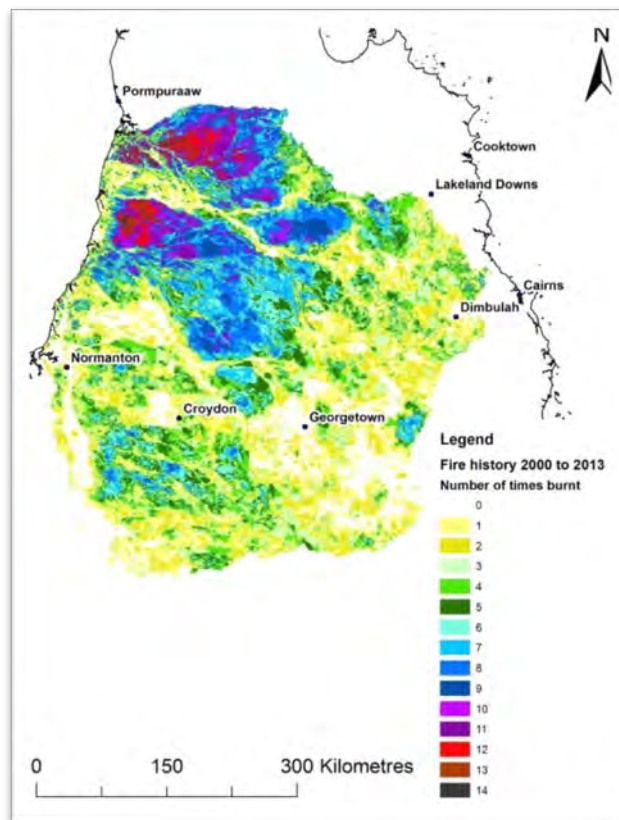 N
Pormpuraaw
Cooktown
Lakeland Downs
Cairns
Dimbulah
Normanton
Croydon
Georgetown
Legend
Fire history 2000 to 2013
Number of times burnt
0
1
2
3
4
5
6
7
8
9
10
11
12
13
14
0 150 300 Kilometres